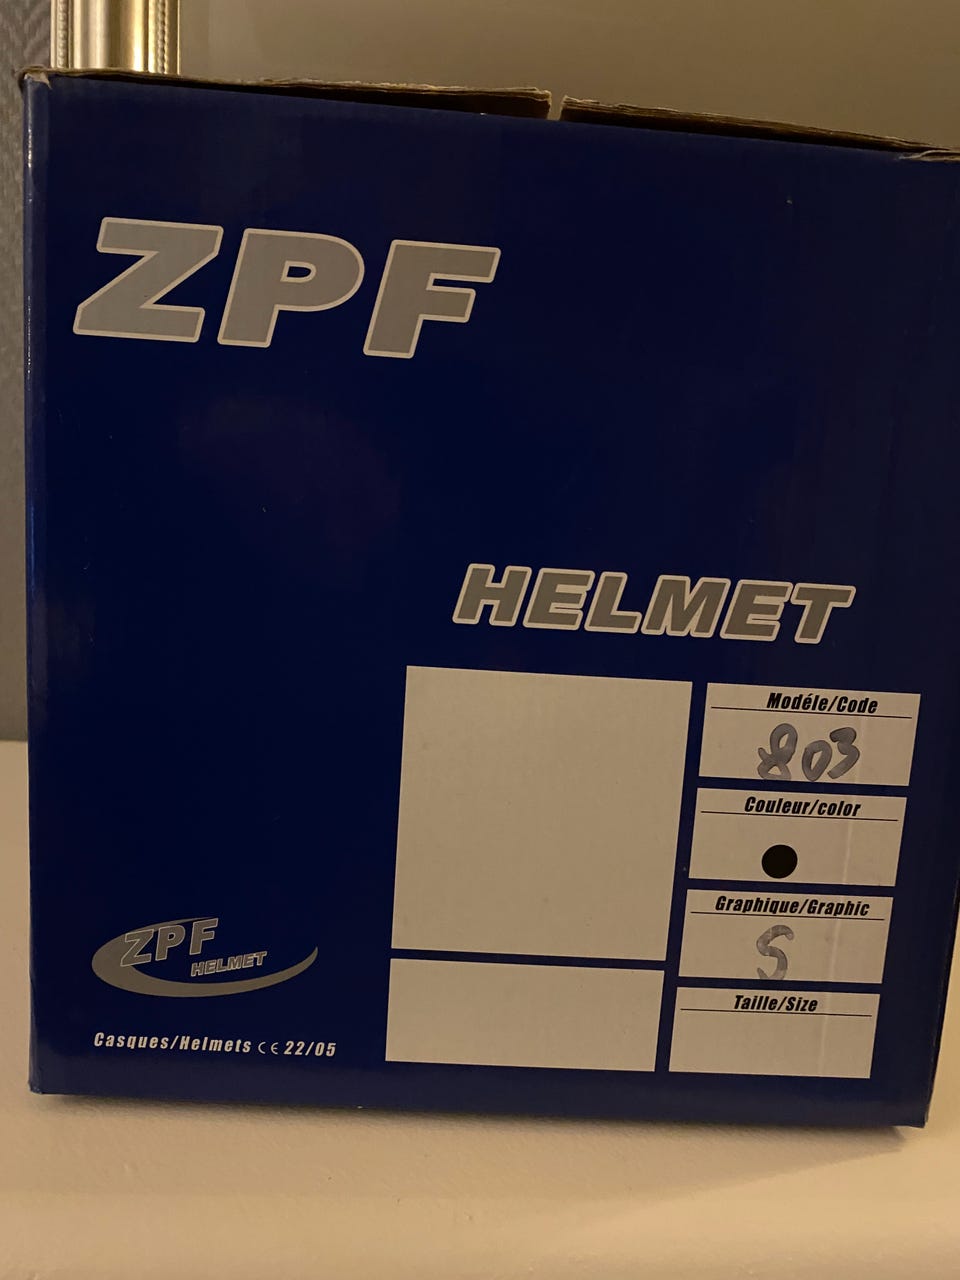 ZPF
HELMET
Modéle/Code
803
Couleur/color
Graphique/Graphic
S
Taille/Size
ZPF
HELMET
Casques/Helmets CE 22/05